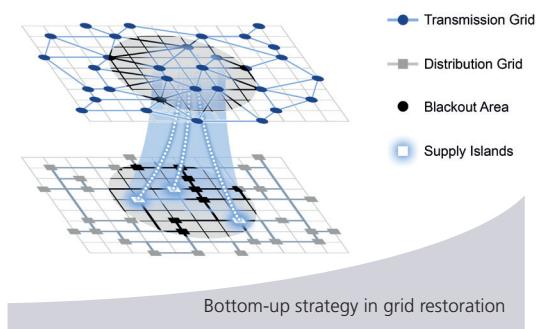 Transmission Grid
Distribution Grid
Blackout Area
Supply Islands
Bottom-up strategy in grid restoration